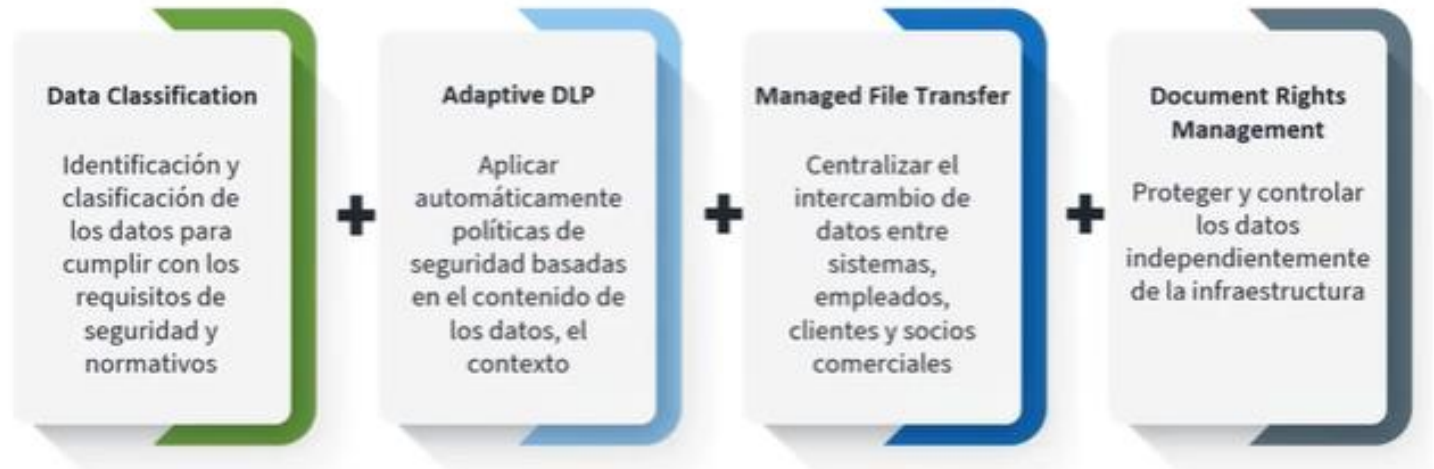 Data Classification
Identificación y
clasificación de
los datos para
cumplir con los
requisitos de
seguridad y
normativos
+
Adaptive DLP
Aplicar
automáticamente
políticas de
seguridad basadas
en el contenido de
los datos, el
contexto
+
Managed File Transfer
Centralizar el
intercambio de
datos entre
sistemas,
empleados,
clientes y socios
comerciales
+
Document Rights
Management
Proteger y controlar
los datos
independientemente
de la infraestructura